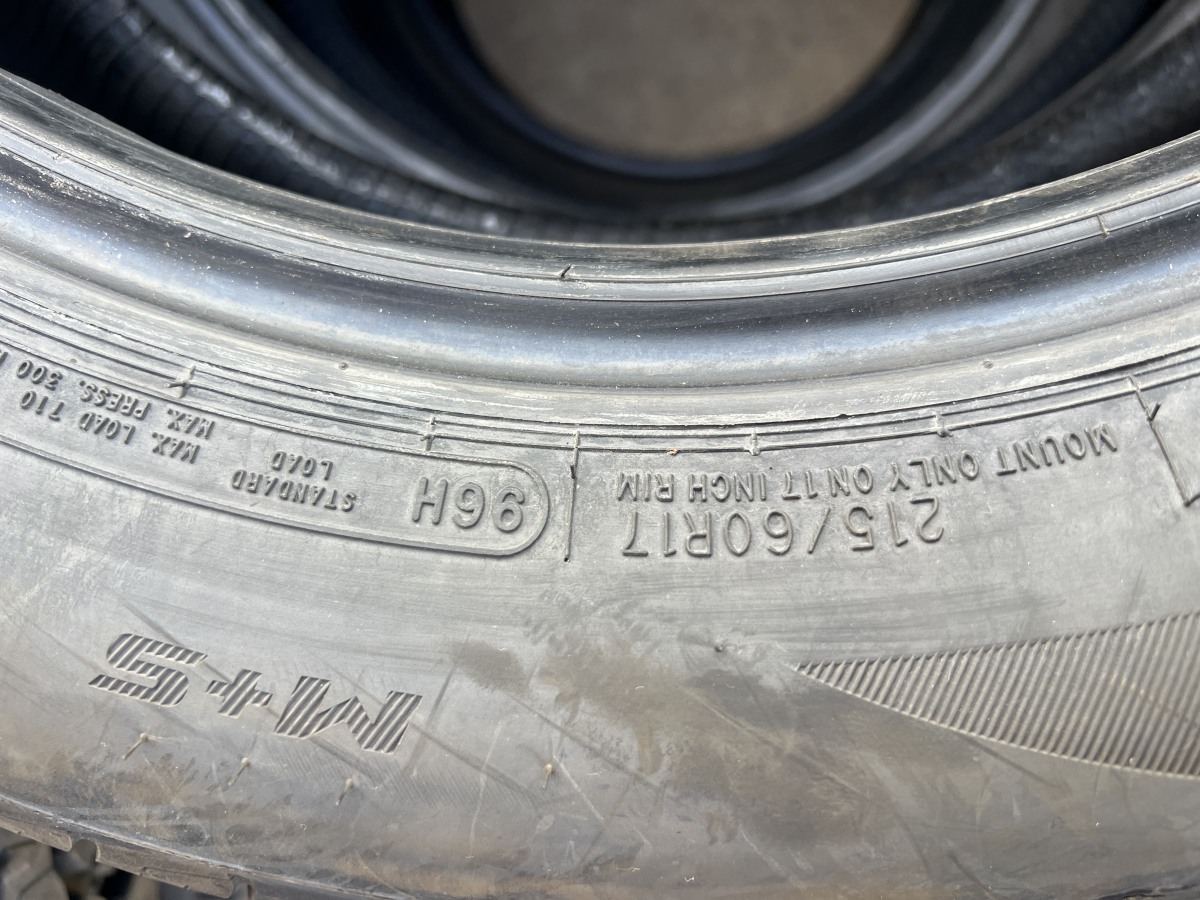 MOUNT ONLY ON 17 INCH RIM
215/60R17
96H
STANDARD
LOAD
MAX. LOAD 710
MAX. PRESS. 300
M+S